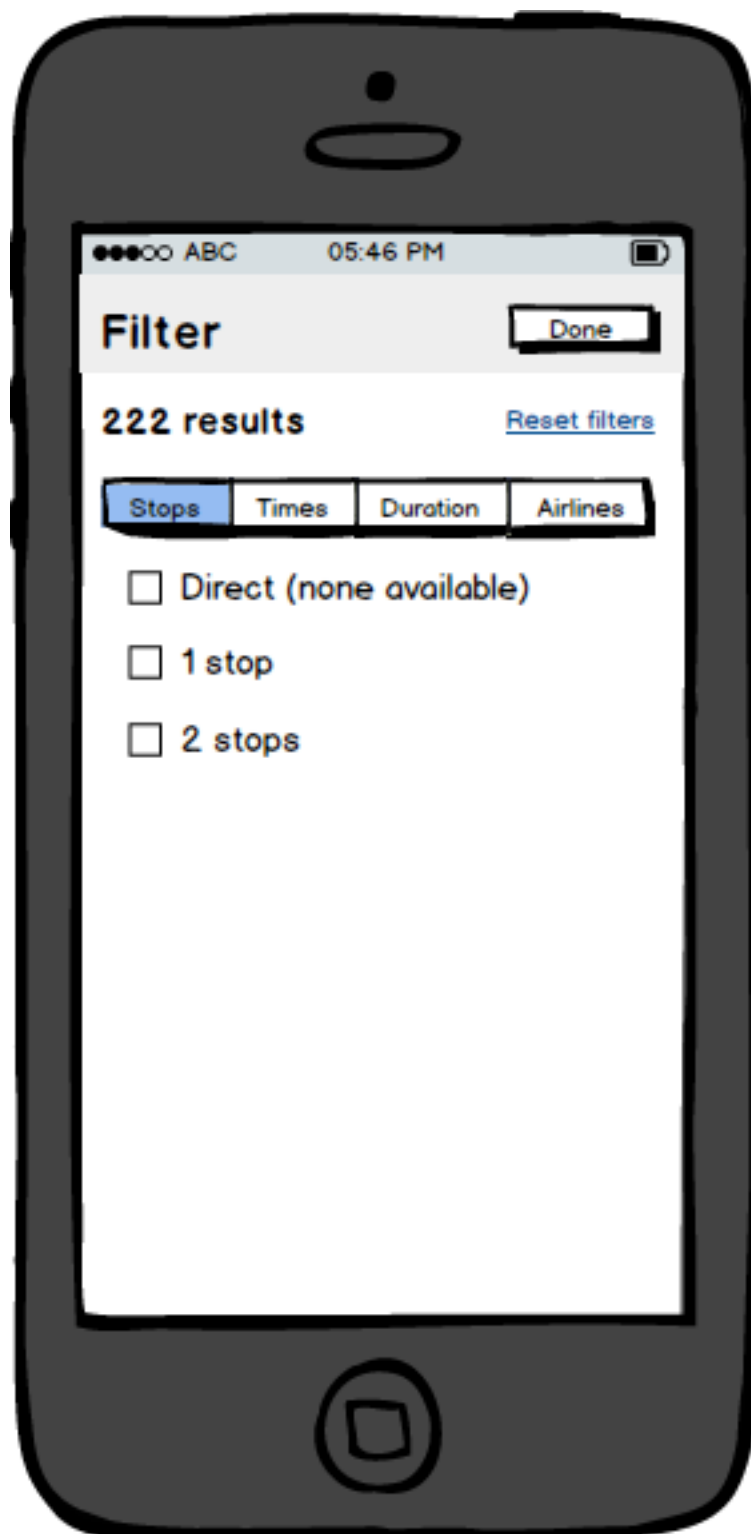 ABC 05:46 PM
Filter Done
222 results Reset filters
Stops Times Duration Airlines
Direct (none available)
1 stop
2 stops